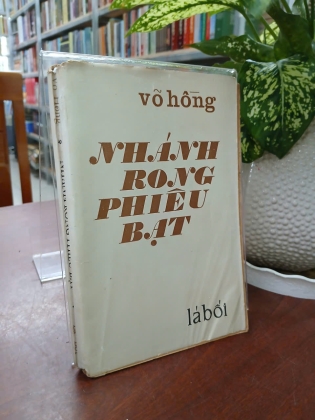 võ hồng
NHÁNH
RONG
PHIÊU
BẠT
lá bối